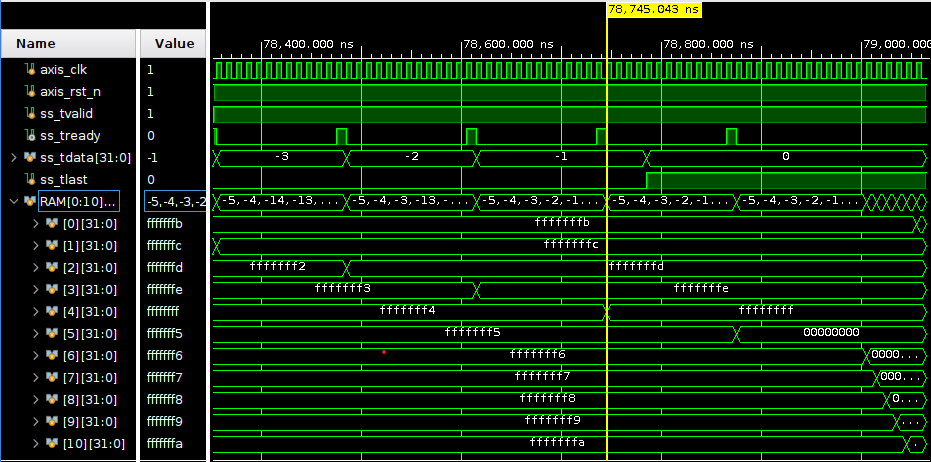 78,745.043 ns
Name Value 78,400.000 ns 78,600.000 ns 78,800.000 ns 79,000.000
axis_clk 1
axis_rst_n 1
ss_tvalid 1
ss_tready 0
ss_tdata[31:0] -1 -3 -2 -1 0
ss_tlast 0
RAM[0:10]... -5,-4,-3,-2 -5,-4,-14,-13,... -5,-4,-3,-13,... -5,-4,-3,-2,-1... -5,-4,-3,-2,-1... -5,-4,-3,-2,-1...
[0][31:0] fffffffb fffffffb
[1][31:0] fffffffc fffffffc
[2][31:0] fffffffd fffffff2 fffffffd
[3][31:0] fffffffe fffffff3 fffffffe
[4][31:0] ffffffff fffffff4 ffffffff
[5][31:0] fffffff5 fffffff5 00000000
[6][31:0] fffffff6 fffffff6 0000...
[7][31:0] fffffff7 fffffff7 000...
[8][31:0] fffffff8 fffffff8 0...
[9][31:0] fffffff9 fffffff9 ...
[10][31:0] fffffffa fffffffa ...